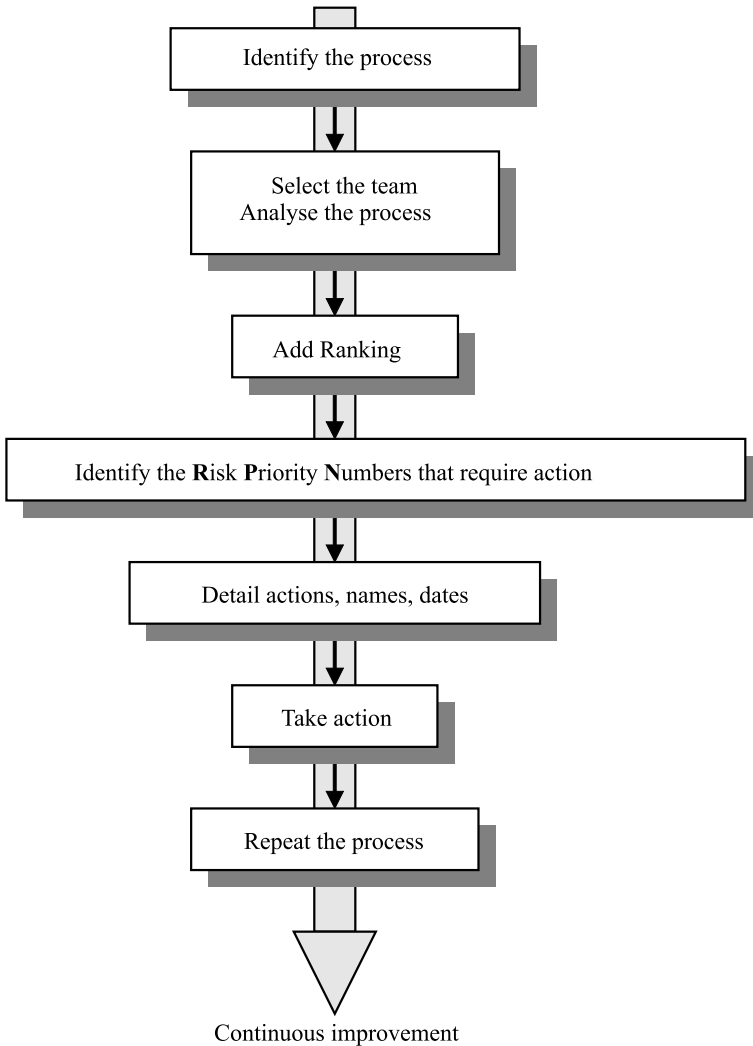 Identify the process
Select the team
Analyse the process
Add Ranking
Identify the Risk Priority Numbers that require action
Detail actions, names, dates
Take action
Repeat the process
Continuous improvement